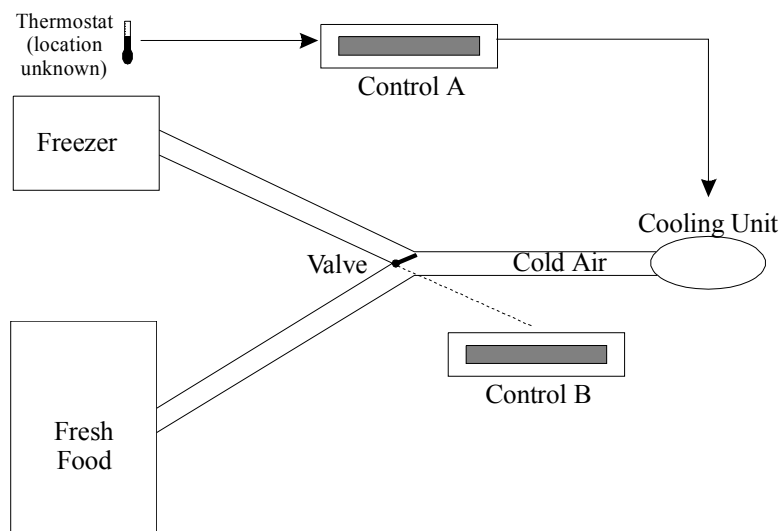 Thermostat
(location
unknown)
Control A
Freezer
Cooling Unit
Valve
Cold Air
Control B
Fresh
Food